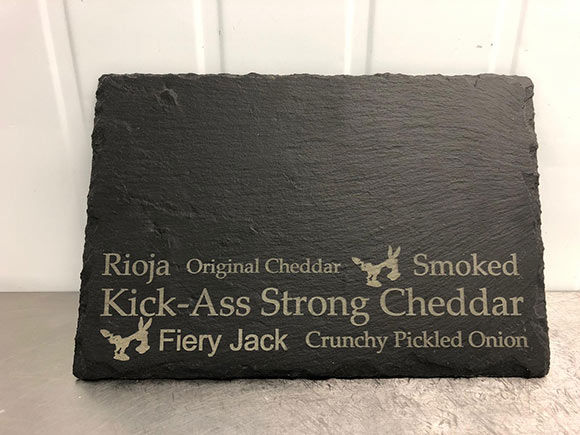 Rioja Original Cheddar Smoked
Kick-Ass Strong Cheddar
Fiery Jack Crunchy Pickled Onion